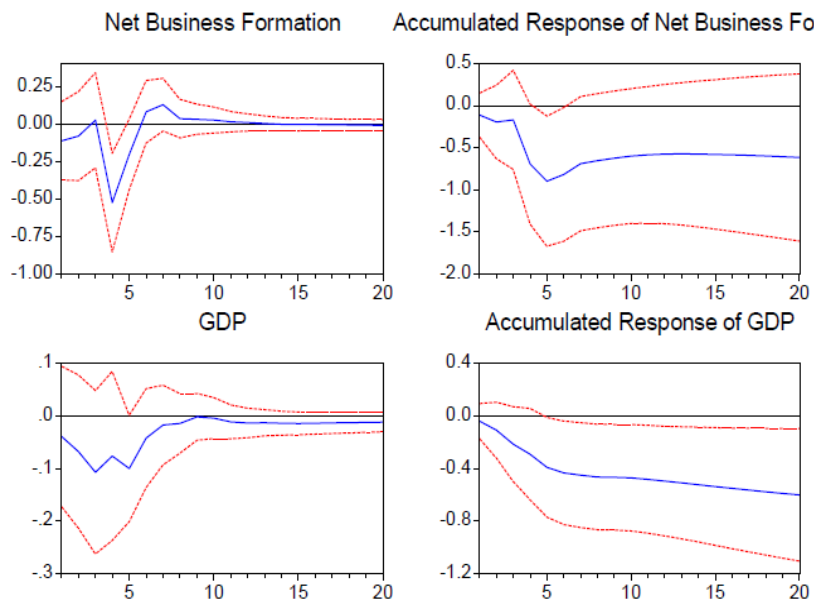 Net Business Formation
Accumulated Response of Net Business Fo
0.25
0.00
-0.25
-0.50
-0.75
-1.00
5 10 15 20
0.5
0.0
-0.5
-1.0
-1.5
-2.0
5 10 15 20
GDP
Accumulated Response of GDP
.1
.0
-.1
-.2
-.3
5 10 15 20
0.4
0.0
-0.4
-0.8
-1.2
5 10 15 20